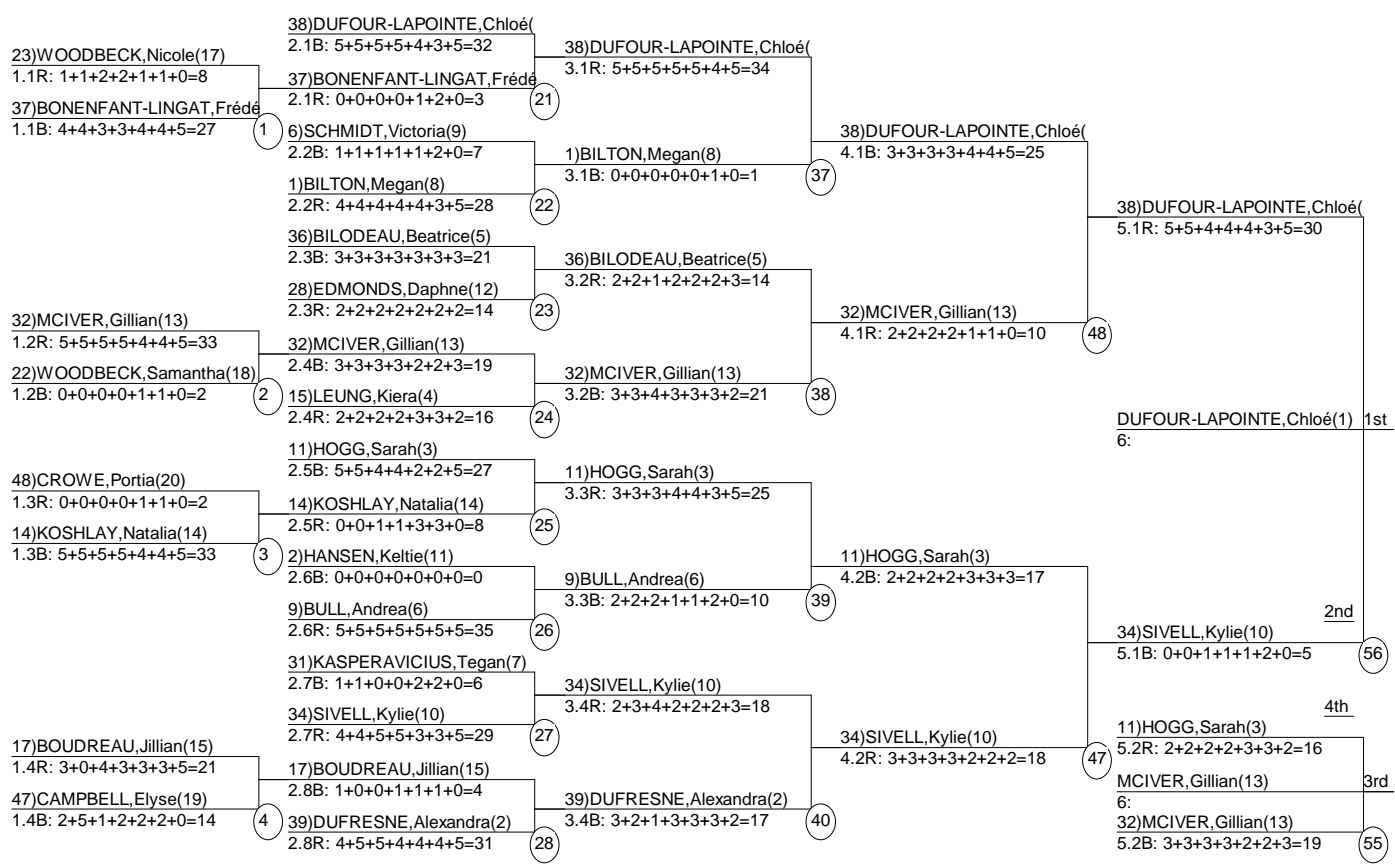 23)WOODBECK,Nicole(17)
1.1R: 1+1+2+2+1+1+0=8
37)BONENFANT-LINGAT,Frédé
1.1B: 4+4+3+3+4+4+5=27
1
32)MCIVER,Gillian(13)
1.2R: 5+5+5+5+4+4+5=33
22)WOODBECK,Samantha(18)
1.2B: 0+0+0+0+1+1+0=2
2
48)CROWE,Portia(20)
1.3R: 0+0+0+0+1+1+0=2
14)KOSHLAY,Natalia(14)
1.3B: 5+5+5+5+4+4+5=33
3
17)BOUDREAU,Jillian(15)
1.4R: 3+0+4+3+3+3+5=21
47)CAMPBELL,Elyse(19)
1.4B: 2+5+1+2+2+2+0=14
4
38)DUFOUR-LAPOINTE,Chloé(
2.1B: 5+5+5+5+4+3+5=32
37)BONENFANT-LINGAT,Frédé
2.1R: 0+0+0+0+1+2+0=3
21
6)SCHMIDT,Victoria(9)
2.2B: 1+1+1+1+1+2+0=7
1)BILTON,Megan(8)
2.2R: 4+4+4+4+4+3+5=28
22
36)BILODEAU,Beatrice(5)
2.3B: 3+3+3+3+3+3+3=21
28)EDMONDS,Daphne(12)
2.3R: 2+2+2+2+2+2+2=14
23
32)MCIVER,Gillian(13)
2.4B: 3+3+3+3+2+2+3=19
15)LEUNG,Kiera(4)
2.4R: 2+2+2+2+3+3+2=16
24
11)HOGG,Sarah(3)
2.5B: 5+5+4+4+2+2+5=27
14)KOSHLAY,Natalia(14)
2.5R: 0+0+1+1+3+3+0=8
25
2)HANSEN,Keltie(11)
2.6B: 0+0+0+0+0+0+0=0
9)BULL,Andrea(6)
2.6R: 5+5+5+5+5+5+5=35
26
31)KASPERAVICIUS,Tegan(7)
2.7B: 1+1+0+0+2+2+0=6
34)SIVELL,Kylie(10)
2.7R: 4+4+5+5+3+3+5=29
27
17)BOUDREAU,Jillian(15)
2.8B: 1+0+0+1+1+1+0=4
39)DUFRESNE,Alexandra(2)
2.8R: 4+5+5+4+4+4+5=31
28
38)DUFOUR-LAPOINTE,Chloé(
3.1R: 5+5+5+5+5+4+5=34
1)BILTON,Megan(8)
3.1B: 0+0+0+0+0+1+0=1
37
36)BILODEAU,Beatrice(5)
3.2R: 2+2+1+2+2+2+3=14
32)MCIVER,Gillian(13)
3.2B: 3+3+4+3+3+3+2=21
38
11)HOGG,Sarah(3)
3.3R: 3+3+3+4+4+3+5=25
9)BULL,Andrea(6)
3.3B: 2+2+2+1+1+2+0=10
39
34)SIVELL,Kylie(10)
3.4R: 2+3+4+2+2+2+3=18
39)DUFRESNE,Alexandra(2)
3.4B: 3+2+1+3+3+3+2=17
40
38)DUFOUR-LAPOINTE,Chloé(
4.1B: 3+3+3+3+4+4+5=25
32)MCIVER,Gillian(13)
4.1R: 2+2+2+2+1+1+0=10
48
11)HOGG,Sarah(3)
4.2B: 2+2+2+2+3+3+3=17
34)SIVELL,Kylie(10)
4.2R: 3+3+3+3+2+2+2=18
47
38)DUFOUR-LAPOINTE,Chloé(
5.1R: 5+5+4+4+4+3+5=30
DUFOUR-LAPOINTE,Chloé(1) 1st
6:
2nd
34)SIVELL,Kylie(10)
5.1B: 0+0+1+1+1+2+0=5
56
4th
11)HOGG,Sarah(3)
5.2R: 2+2+2+2+3+3+2=16
MCIVER,Gillian(13) 3rd
6:
32)MCIVER,Gillian(13)
5.2B: 3+3+3+3+2+2+3=19
55